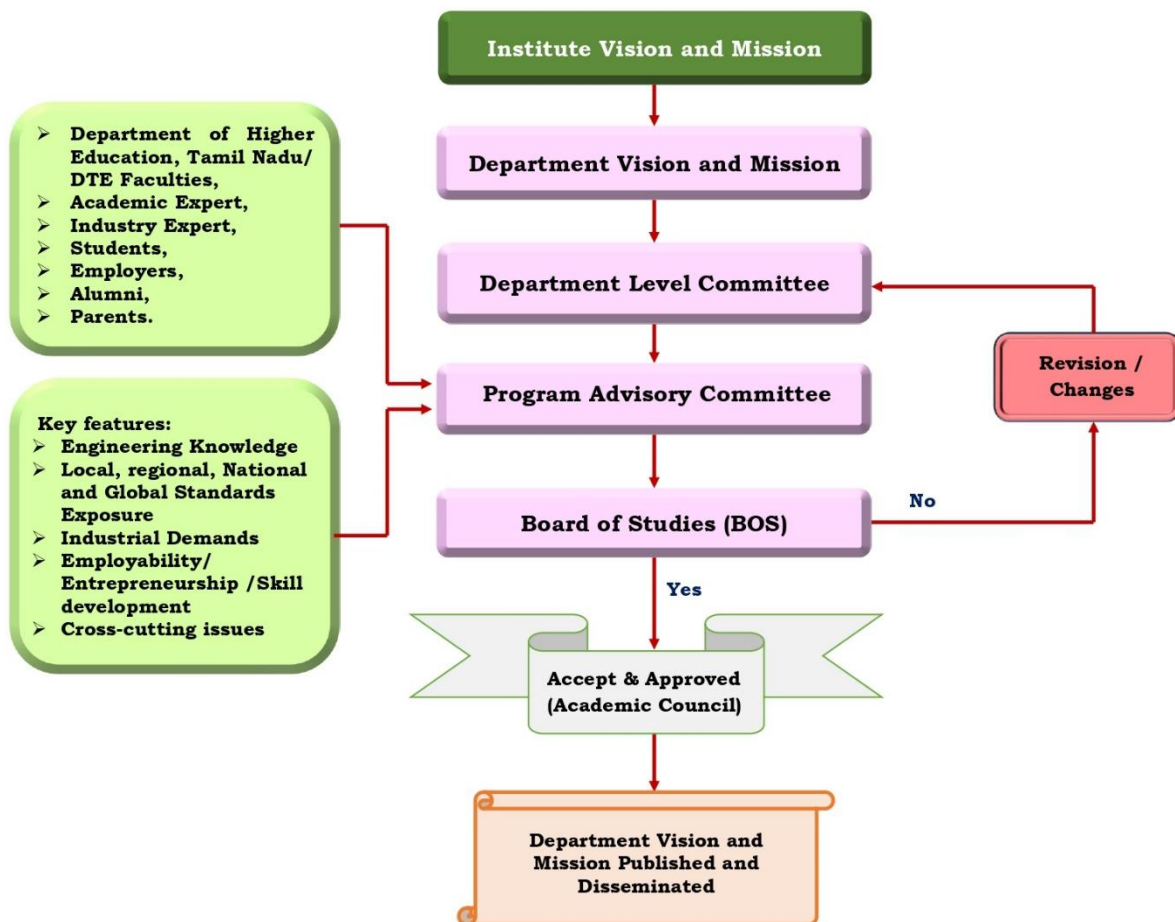 Institute Vision and Mission
Department Vision and Mission
➢ Department of Higher
Education, Tamil Nadu/
DTE Faculties,
➢ Academic Expert,
➢ Industry Expert,
➢ Students,
➢ Employers,
➢ Alumni,
➢ Parents.
Department Level Committee
Revision /
Changes
Program Advisory Committee
Key features:
➢ Engineering Knowledge
➢ Local, regional, National
and Global Standards
Exposure
➢ Industrial Demands
➢ Employability/
Entrepreneurship /Skill
development
➢ Cross-cutting issues
Board of Studies (BOS)
No
Yes
Accept & Approved
(Academic Council)
Department Vision and
Mission Published and
Disseminated